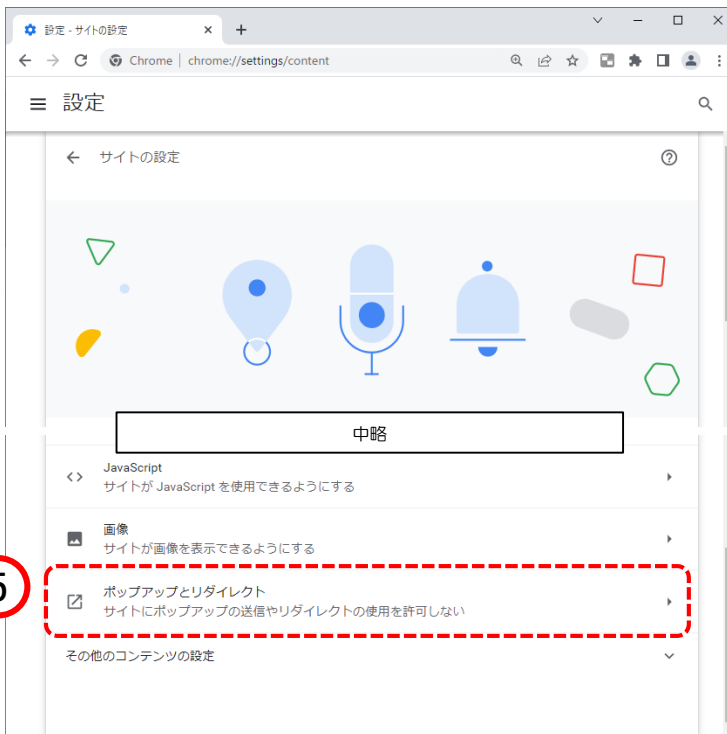 設定 - サイトの設定
Chrome | chrome://settings/content
設定
サイトの設定
中略
JavaScript
サイトが JavaScript を使用できるようにする
画像
サイトが画像を表示できるようにする
5
ポップアップとリダイレクト
サイトにポップアップの送信やリダイレクトの使用を許可しない
その他のコンテンツの設定